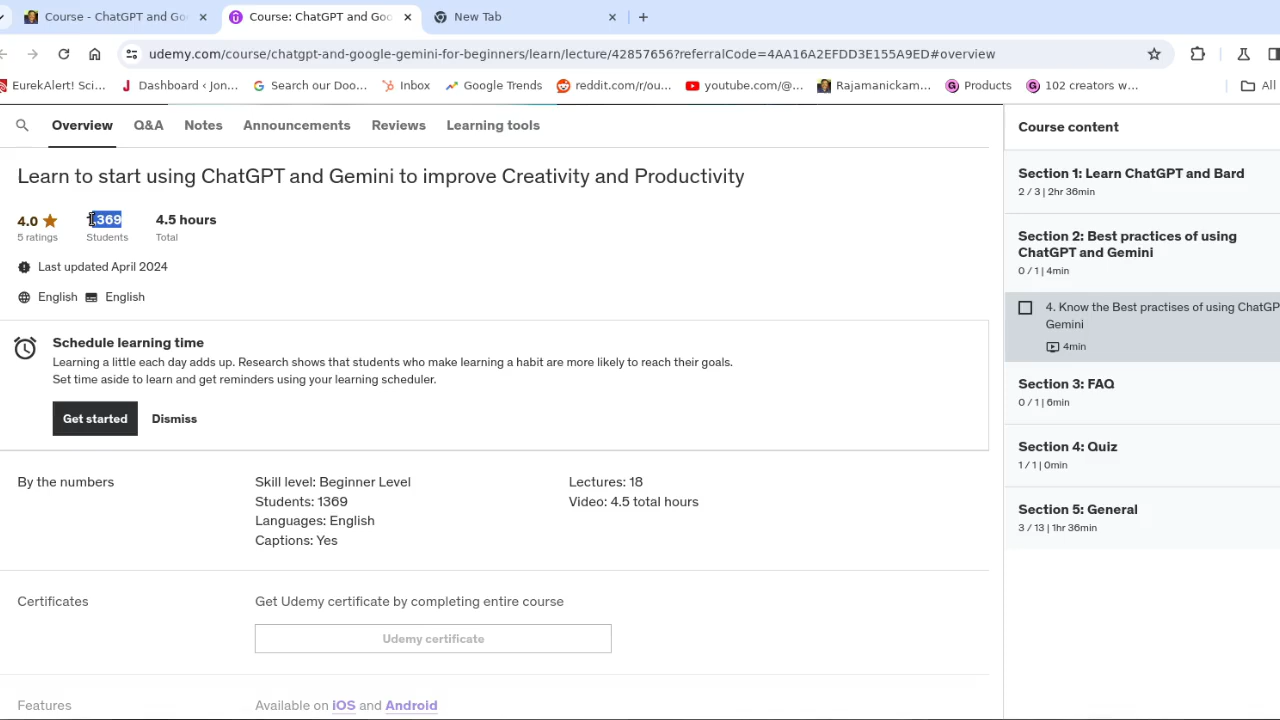 Course - ChatGPT and Go
Course: ChatGPT and Goo
New Tab
udemy.com/course/chatgpt-and-google-gemini-for-beginners/learn/lecture/42857656?referralCode=4AA16A2EFDD3E155A9ED#overview
EurekAlert! Sci...
Dashboard ‹ Jon...
Search our Doo...
Inbox
Google Trends
reddit.com/r/ou...
youtube.com/@...
Rajamanickam...
Products
102 creators w...
All
Overview
Q&A
Notes
Announcements
Reviews
Learning tools
Learn to start using ChatGPT and Gemini to improve Creativity and Productivity
4.0
5 ratings
1,369
Students
4.5 hours
Total
Last updated April 2024
English
English
Schedule learning time
Learning a little each day adds up. Research shows that students who make learning a habit are more likely to reach their goals.
Set time aside to learn and get reminders using your learning scheduler.
Get started
Dismiss
By the numbers
Skill level: Beginner Level
Students: 1369
Languages: English
Captions: Yes
Lectures: 18
Video: 4.5 total hours
Certificates
Get Udemy certificate by completing entire course
Udemy certificate
Features
Available on iOS and Android
Course content
Section 1: Learn ChatGPT and Bard
2 / 3 | 2hr 36min
Section 2: Best practices of using
ChatGPT and Gemini
0 / 1 | 4min
4. Know the Best practises of using ChatGP
Gemini
4min
Section 3: FAQ
0 / 1 | 6min
Section 4: Quiz
1 / 1 | 0min
Section 5: General
3 / 13 | 1hr 36min